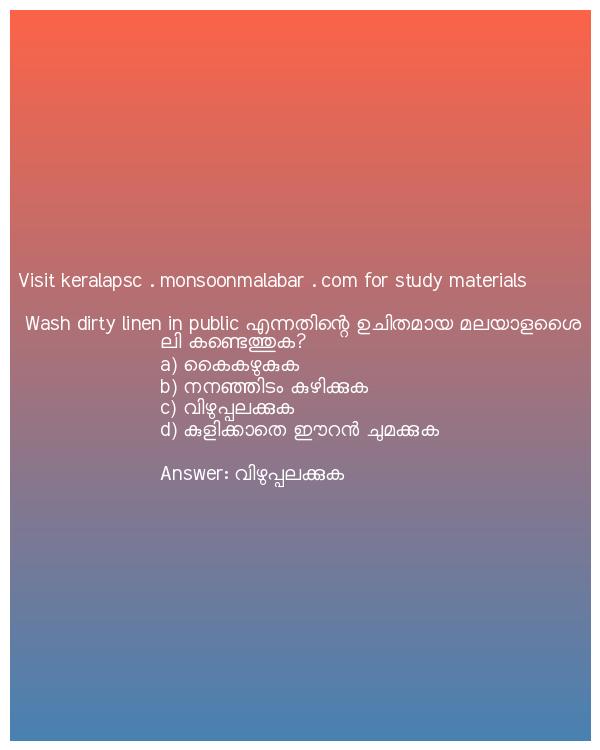 Visit keralapsc . monsoonmalabar . com for study materials
Wash dirty linen in public എന്നതിന്റെ ഉചിതമായ മലയാളശൈ
ലി കണ്ടെത്തുക?
a) കൈകഴുകുക
b) നനഞ്ഞിടം കുഴിക്കുക
c) വിഴുപ്പലക്കുക
d) കുളിക്കാതെ ഈറൻ ചുമക്കുക
Answer: വിഴുപ്പലക്കുക